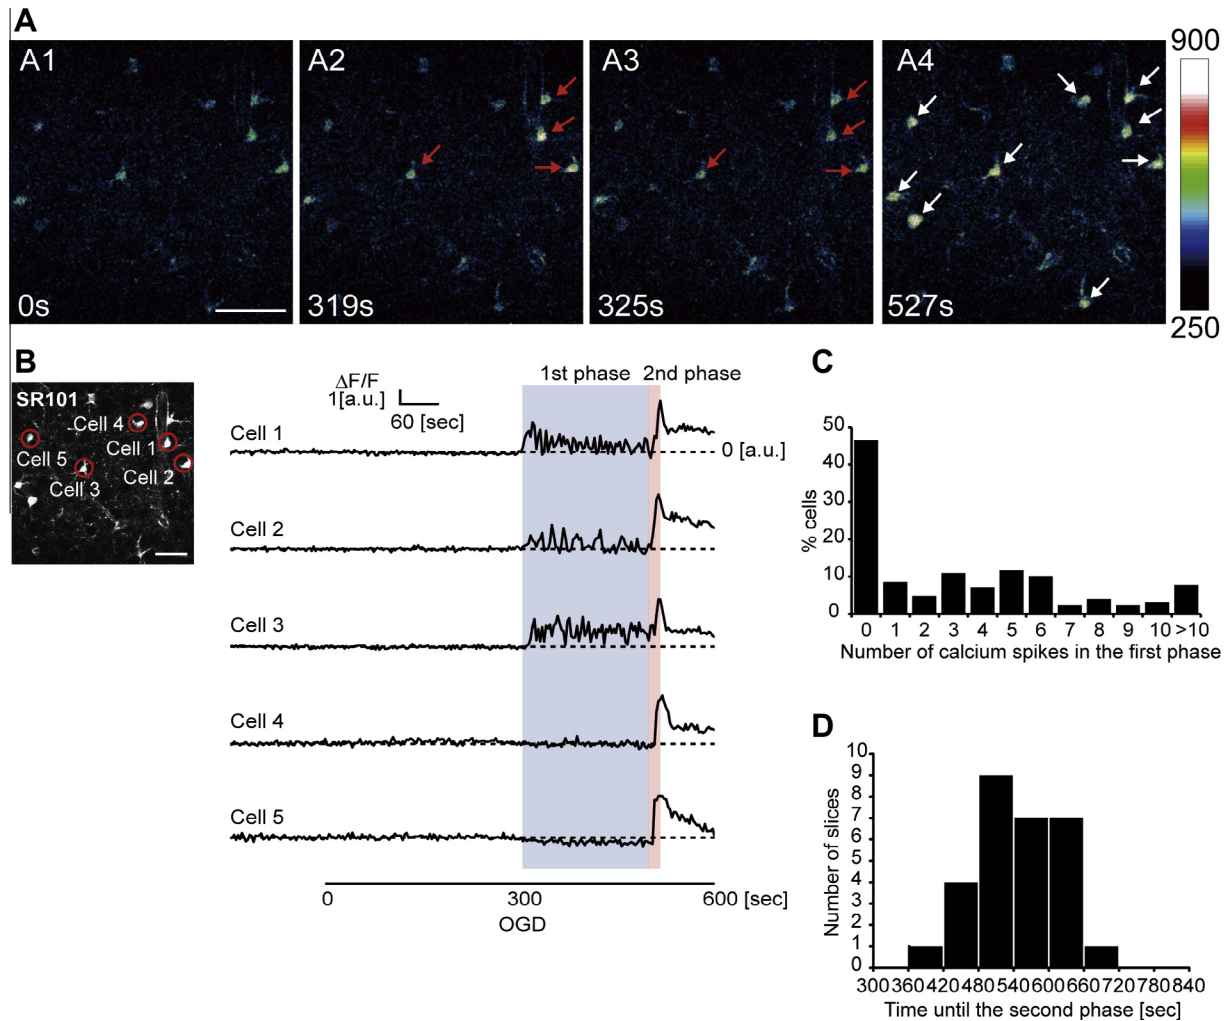 A
A1
A2
A3
A4
0s
319s
325s
527s
900
250
B
SR101
Cell 4
Cell 1
Cell 5
Cell 3
Cell 2
ΔF/F
1[a.u.]
60 [sec]
1st phase
2nd phase
Cell 1
0 [a.u.]
Cell 2
Cell 3
Cell 4
Cell 5
0 300 600 [sec]
OGD
C
% cells
50
40
30
20
10
0
0 1 2 3 4 5 6 7 8 9 10 >10
Number of calcium spikes in the first phase
D
Number of slices
10
9
8
7
6
5
4
3
2
1
0
300 360 420 480 540 600 660 720 780 840
Time until the second phase [sec]